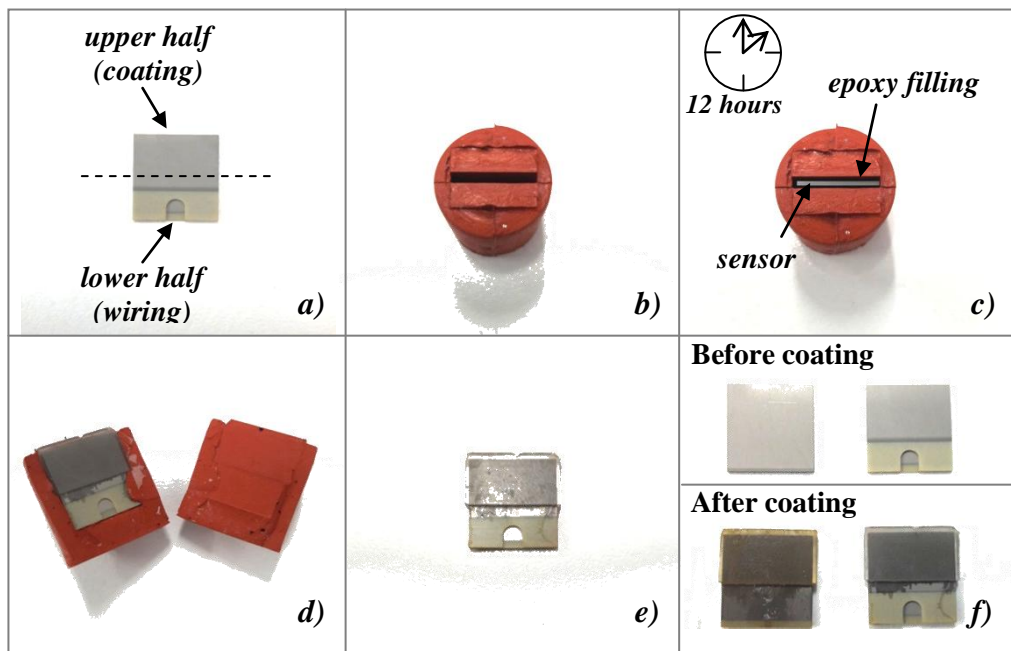 upper half
(coating)
lower half
(wiring)
a)
b)
12 hours
epoxy filling
sensor
c)
d)
e)
Before coating
After coating
f)